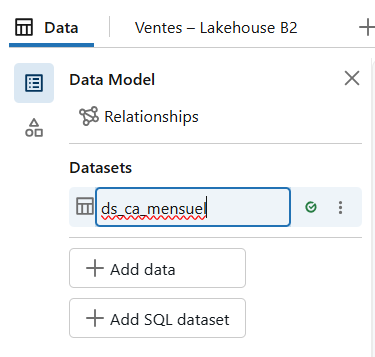 Data
Ventes – Lakehouse B2
Data Model
Relationships
Datasets
ds_ca_mensuel
Add data
Add SQL dataset